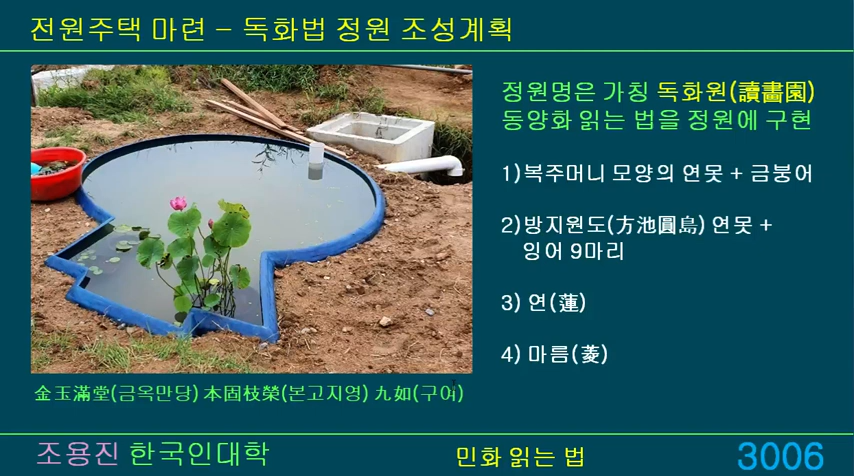 전원주택 마련 – 독화법 정원 조성계획
정원명은 가칭 독화원(讀畵園)
동양화 읽는 법을 정원에 구현
1)복주머니 모양의 연못 + 금붕어
2)방지원도(方池圓島) 연못 +
잉어 9마리
3) 연(蓮)
4) 마름(菱)
金玉滿堂(금옥만당) 本固枝榮(본고지영) 九如(구여)
조용진 한국인대학
민화 읽는 법
3006